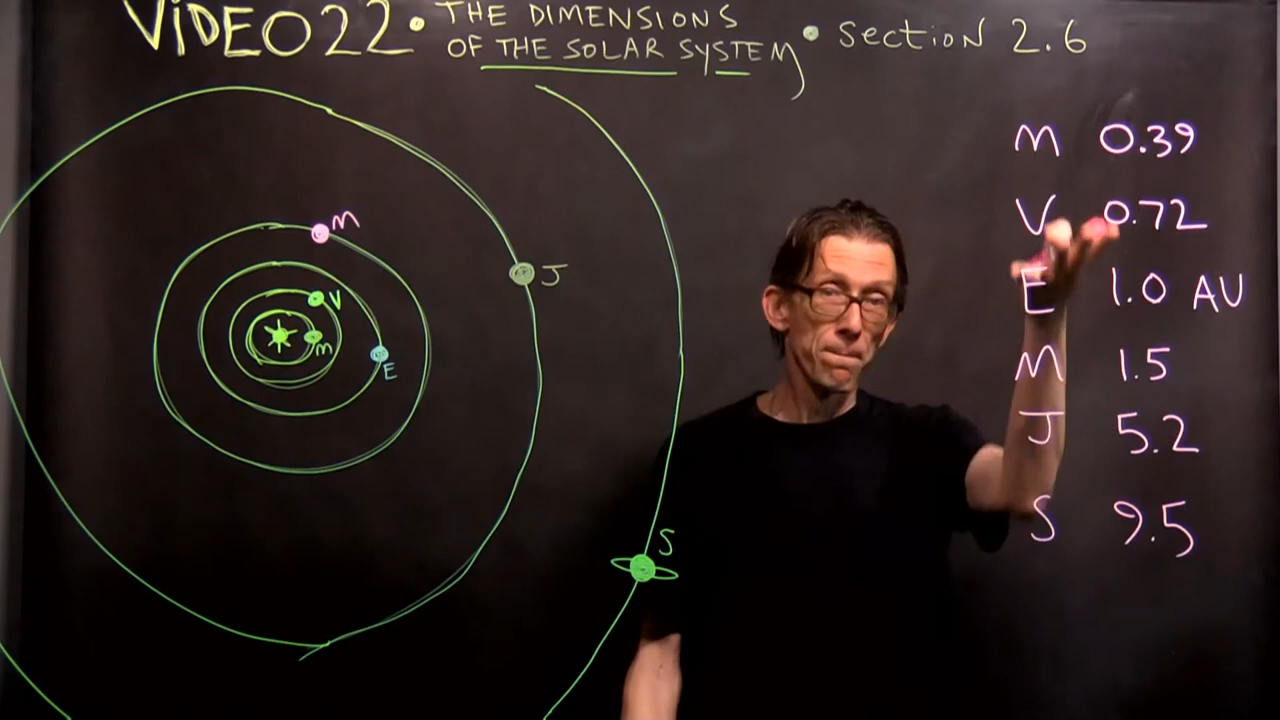 VIDEO 22 • THE DIMENSIONS
OF THE SOLAR SYSTEM • SECTION 2.6
M 0.39
V 0.72
E 1.0 AU
M 1.5
J 5.2
S 9.5
M
J
V
m
E
S